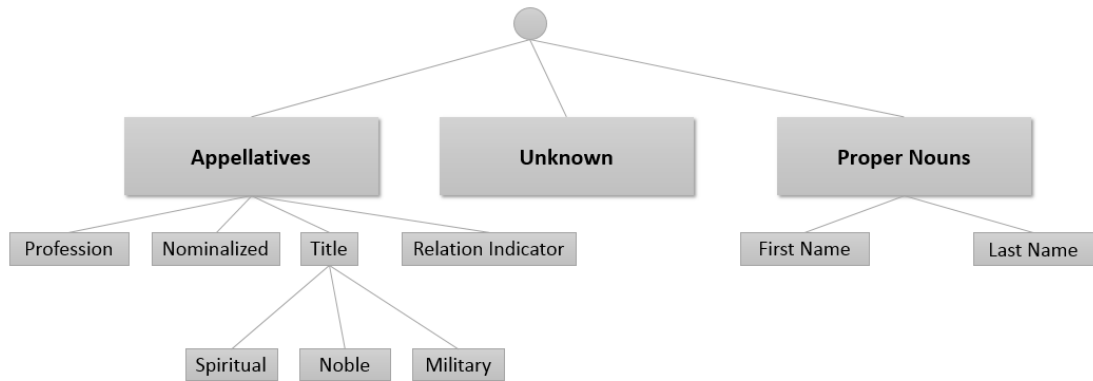 Appellatives
Unknown
Proper Nouns
Profession
Nominalized
Title
Relation Indicator
First Name
Last Name
Spiritual
Noble
Military